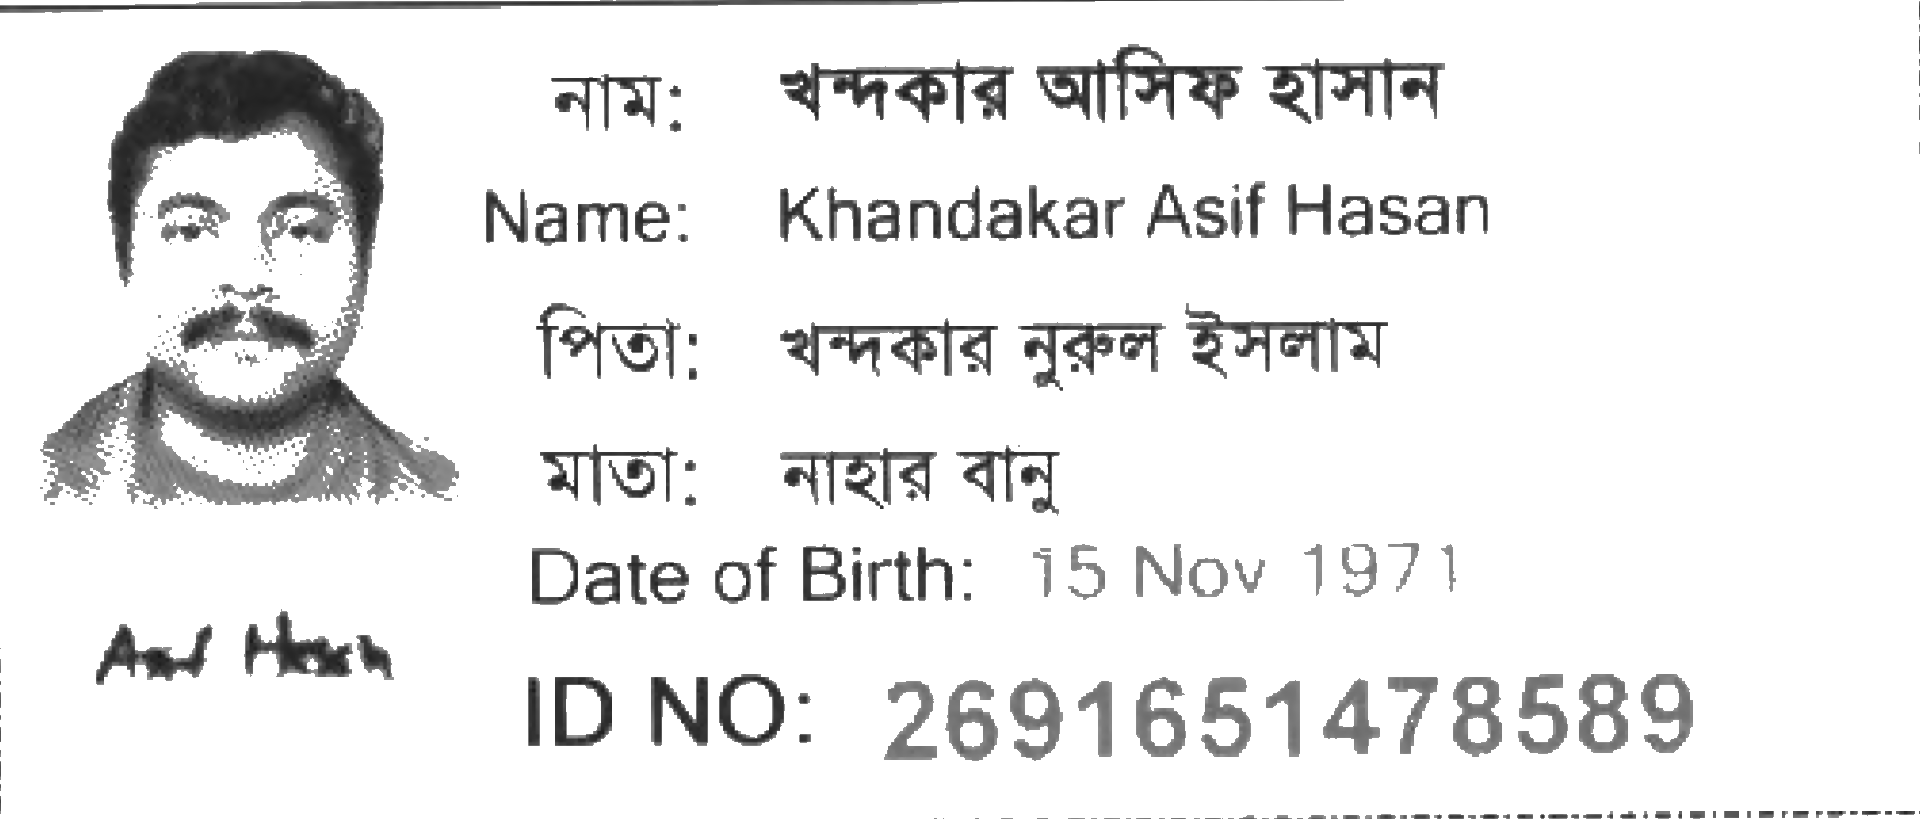 নাম: খন্দকার আসিফ হাসান
Name: Khandakar Asif Hasan
পিতা: খন্দকার নুরুল ইসলাম
মাতা: নাহার বানু
Date of Birth: 15 Nov 1971
Asif Hasan
ID NO: 2691651478589